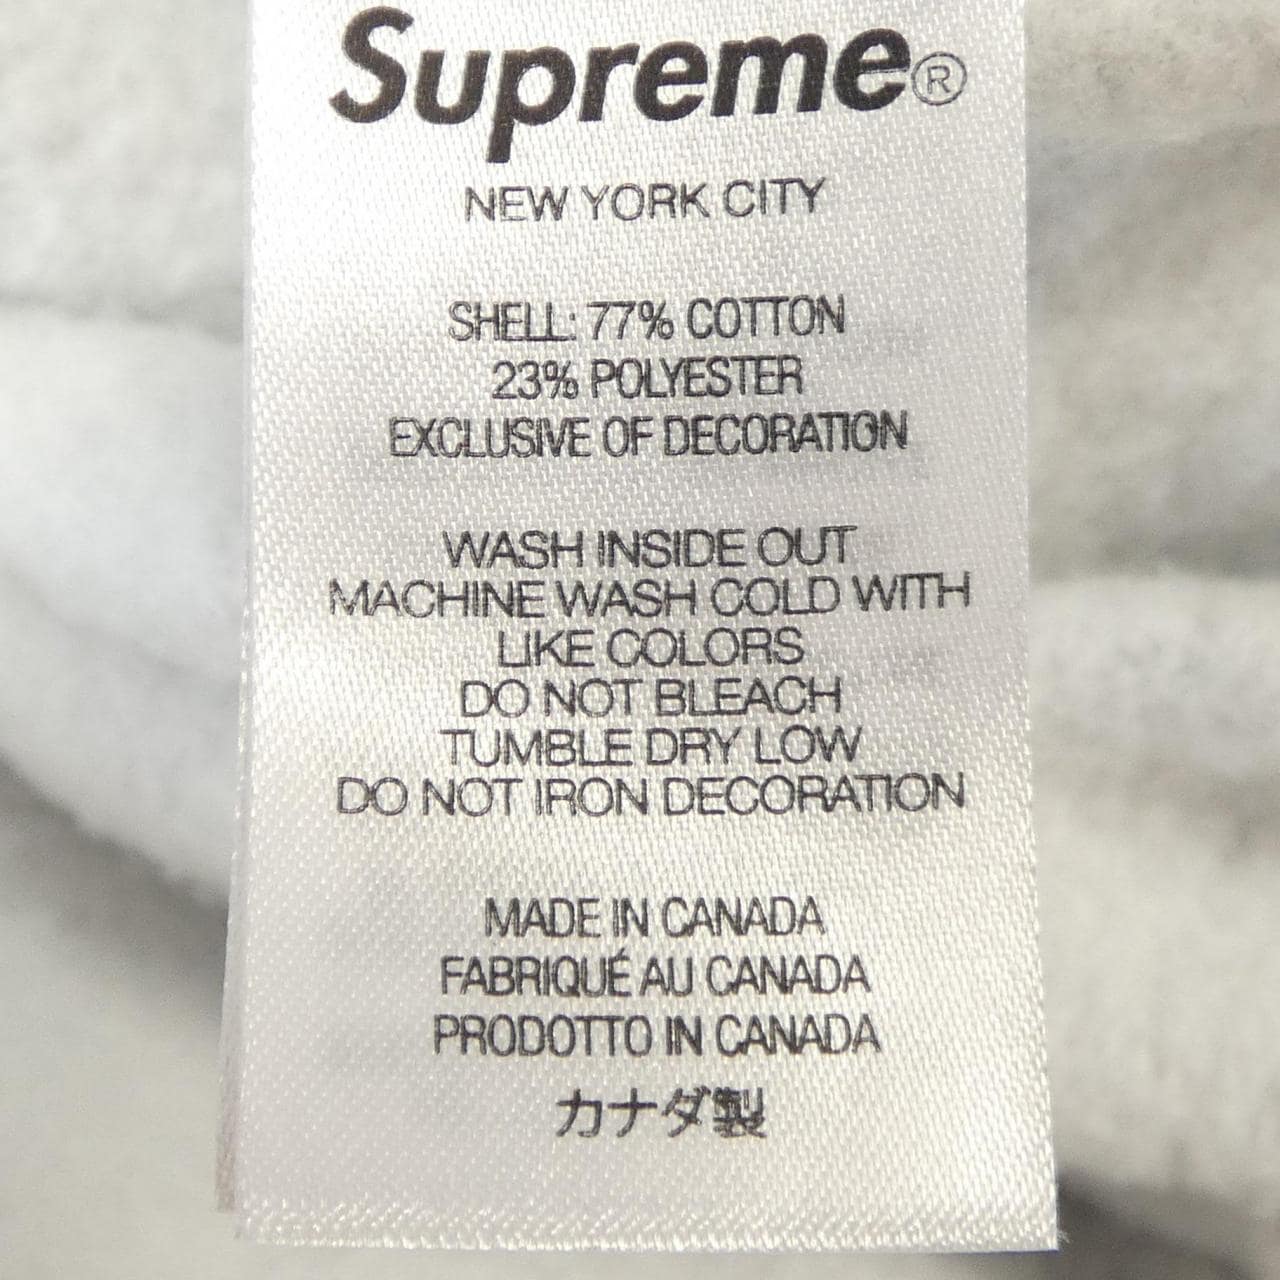 Supreme®
NEW YORK CITY
SHELL: 77% COTTON
23% POLYESTER
EXCLUSIVE OF DECORATION
WASH INSIDE OUT
MACHINE WASH COLD WITH
LIKE COLORS
DO NOT BLEACH
TUMBLE DRY LOW
DO NOT IRON DECORATION
MADE IN CANADA
FABRIQUÉ AU CANADA
PRODOTTO IN CANADA
カナダ製